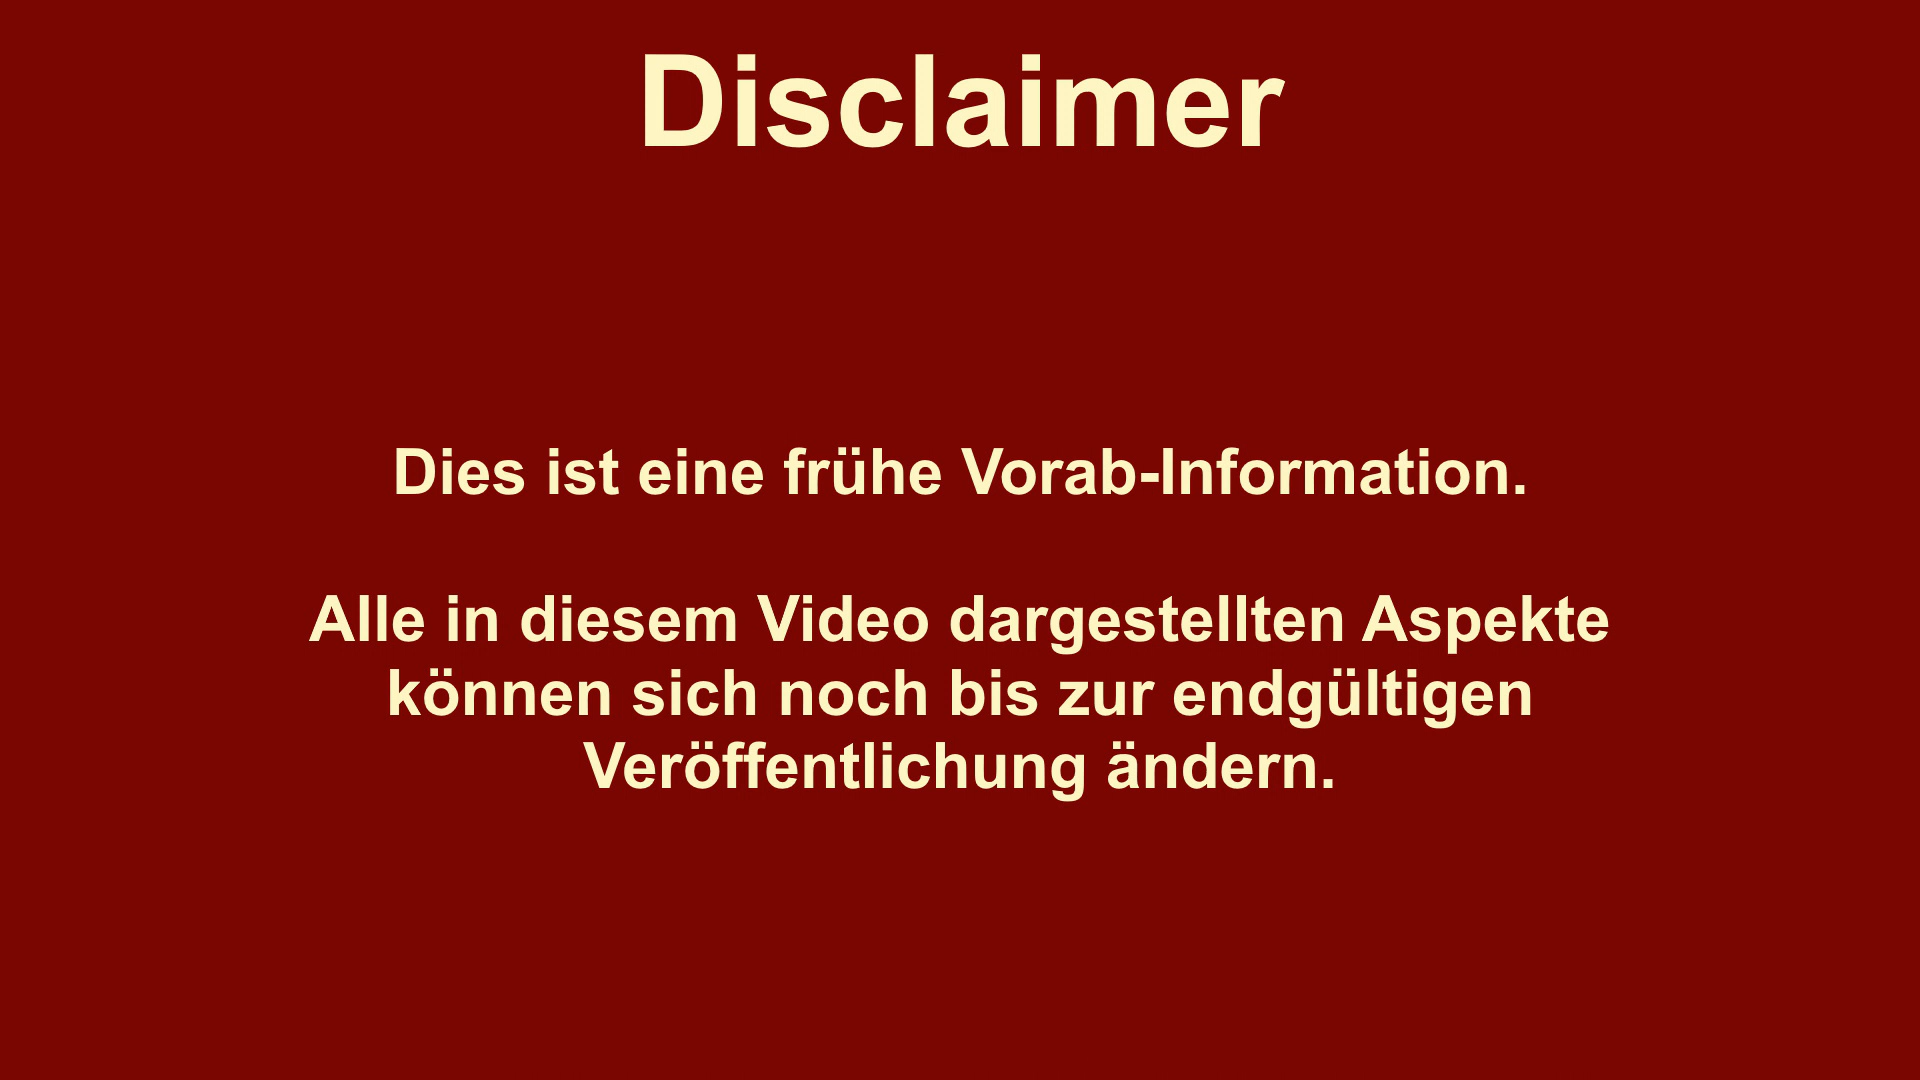 Disclaimer
Dies ist eine frühe Vorab-Information.
Alle in diesem Video dargestellten Aspekte
können sich noch bis zur endgültigen
Veröffentlichung ändern.